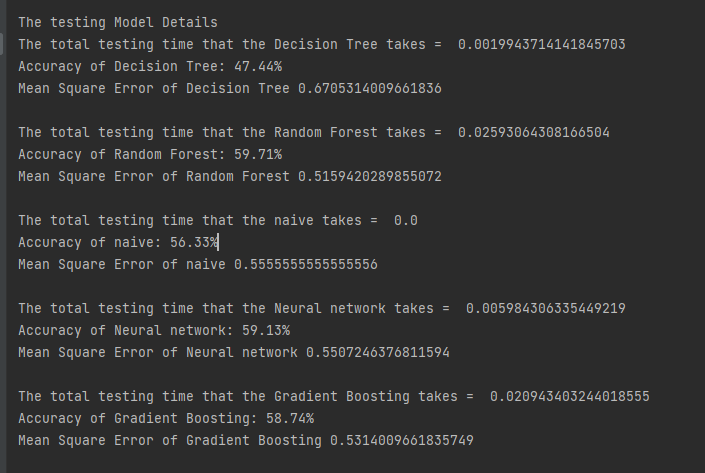 The testing Model Details
The total testing time that the Decision Tree takes =  0.0019943714141845703
Accuracy of Decision Tree: 47.44%
Mean Square Error of Decision Tree 0.6705314009661836
The total testing time that the Random Forest takes =  0.02593064308166504
Accuracy of Random Forest: 59.71%
Mean Square Error of Random Forest 0.5159420289855072
The total testing time that the naive takes =  0.0
Accuracy of naive: 56.33%
Mean Square Error of naive 0.5555555555555556
The total testing time that the Neural network takes =  0.005984306335449219
Accuracy of Neural network: 59.13%
Mean Square Error of Neural network 0.5507246376811594
The total testing time that the Gradient Boosting takes =  0.020943403244018555
Accuracy of Gradient Boosting: 58.74%
Mean Square Error of Gradient Boosting 0.5314009661835749